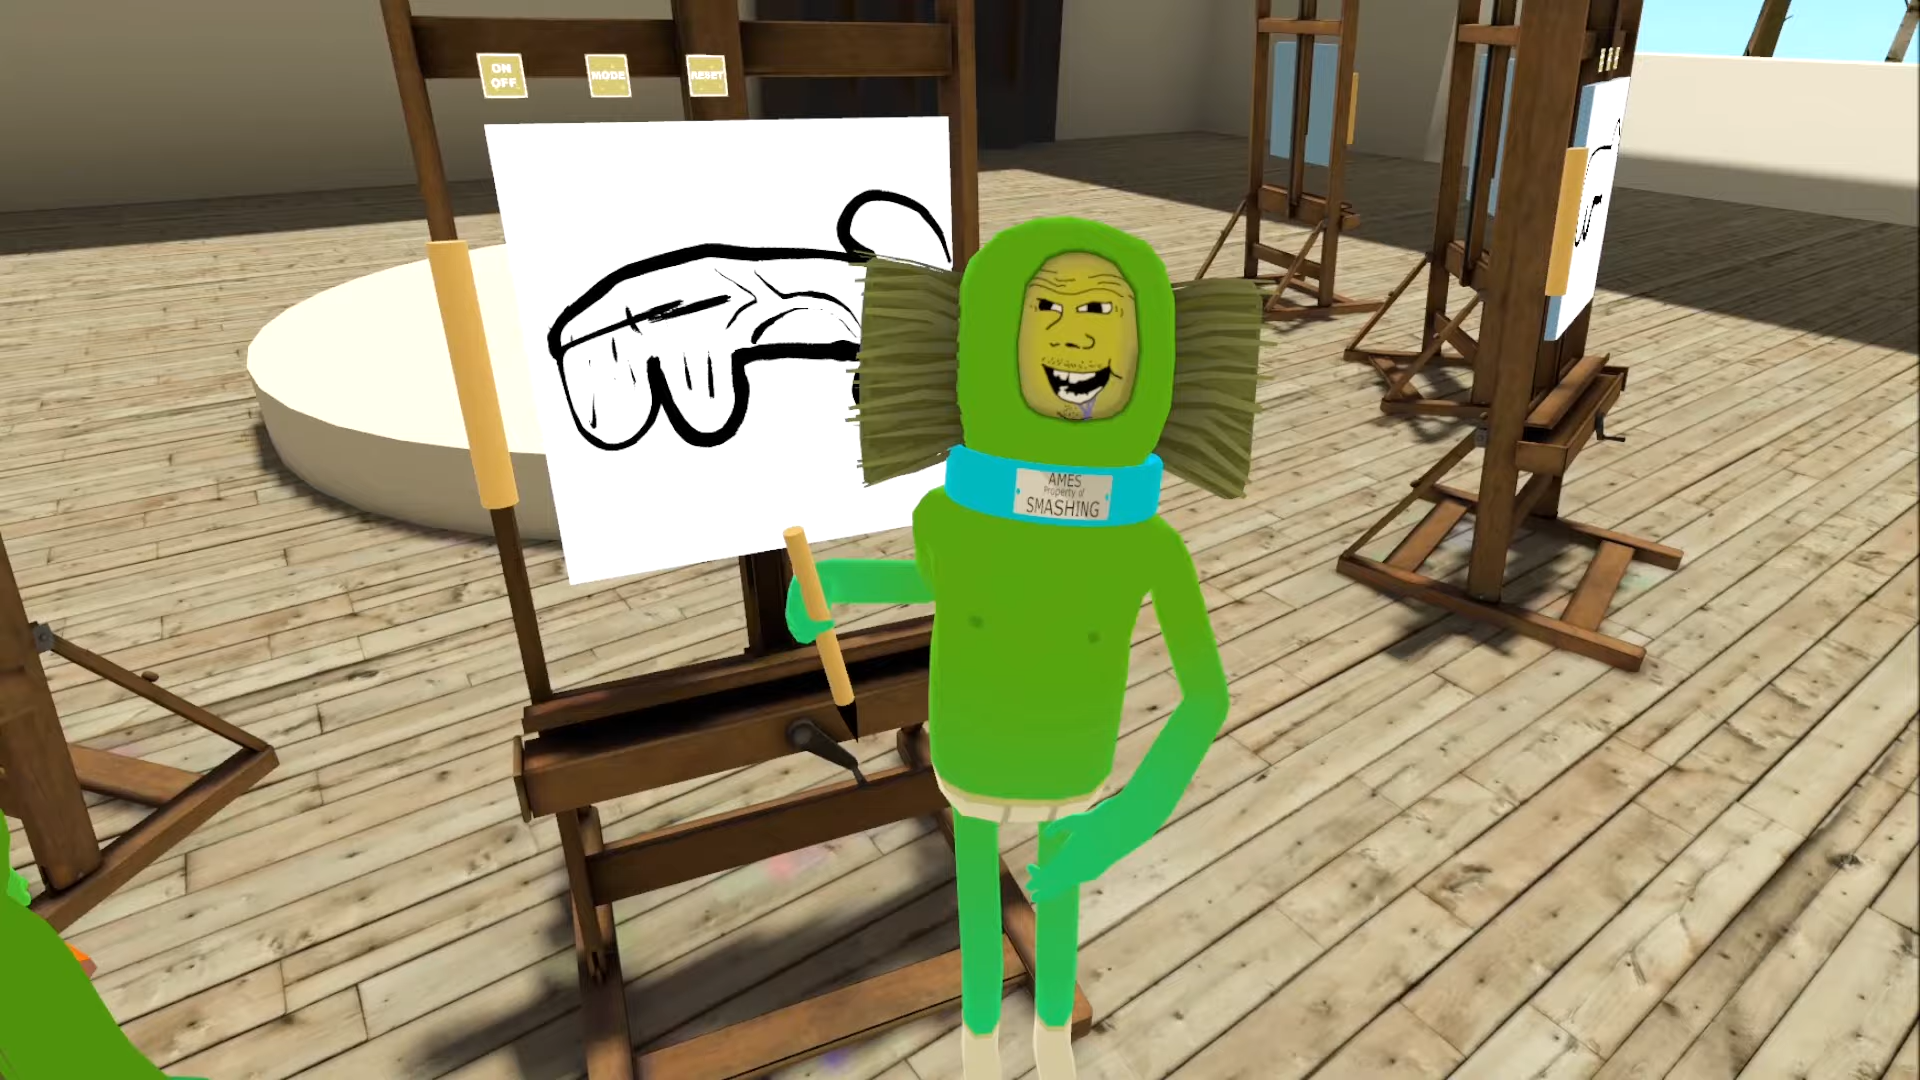 ON
OFF
MODE
RESET
AMES
Property of
SMASHING